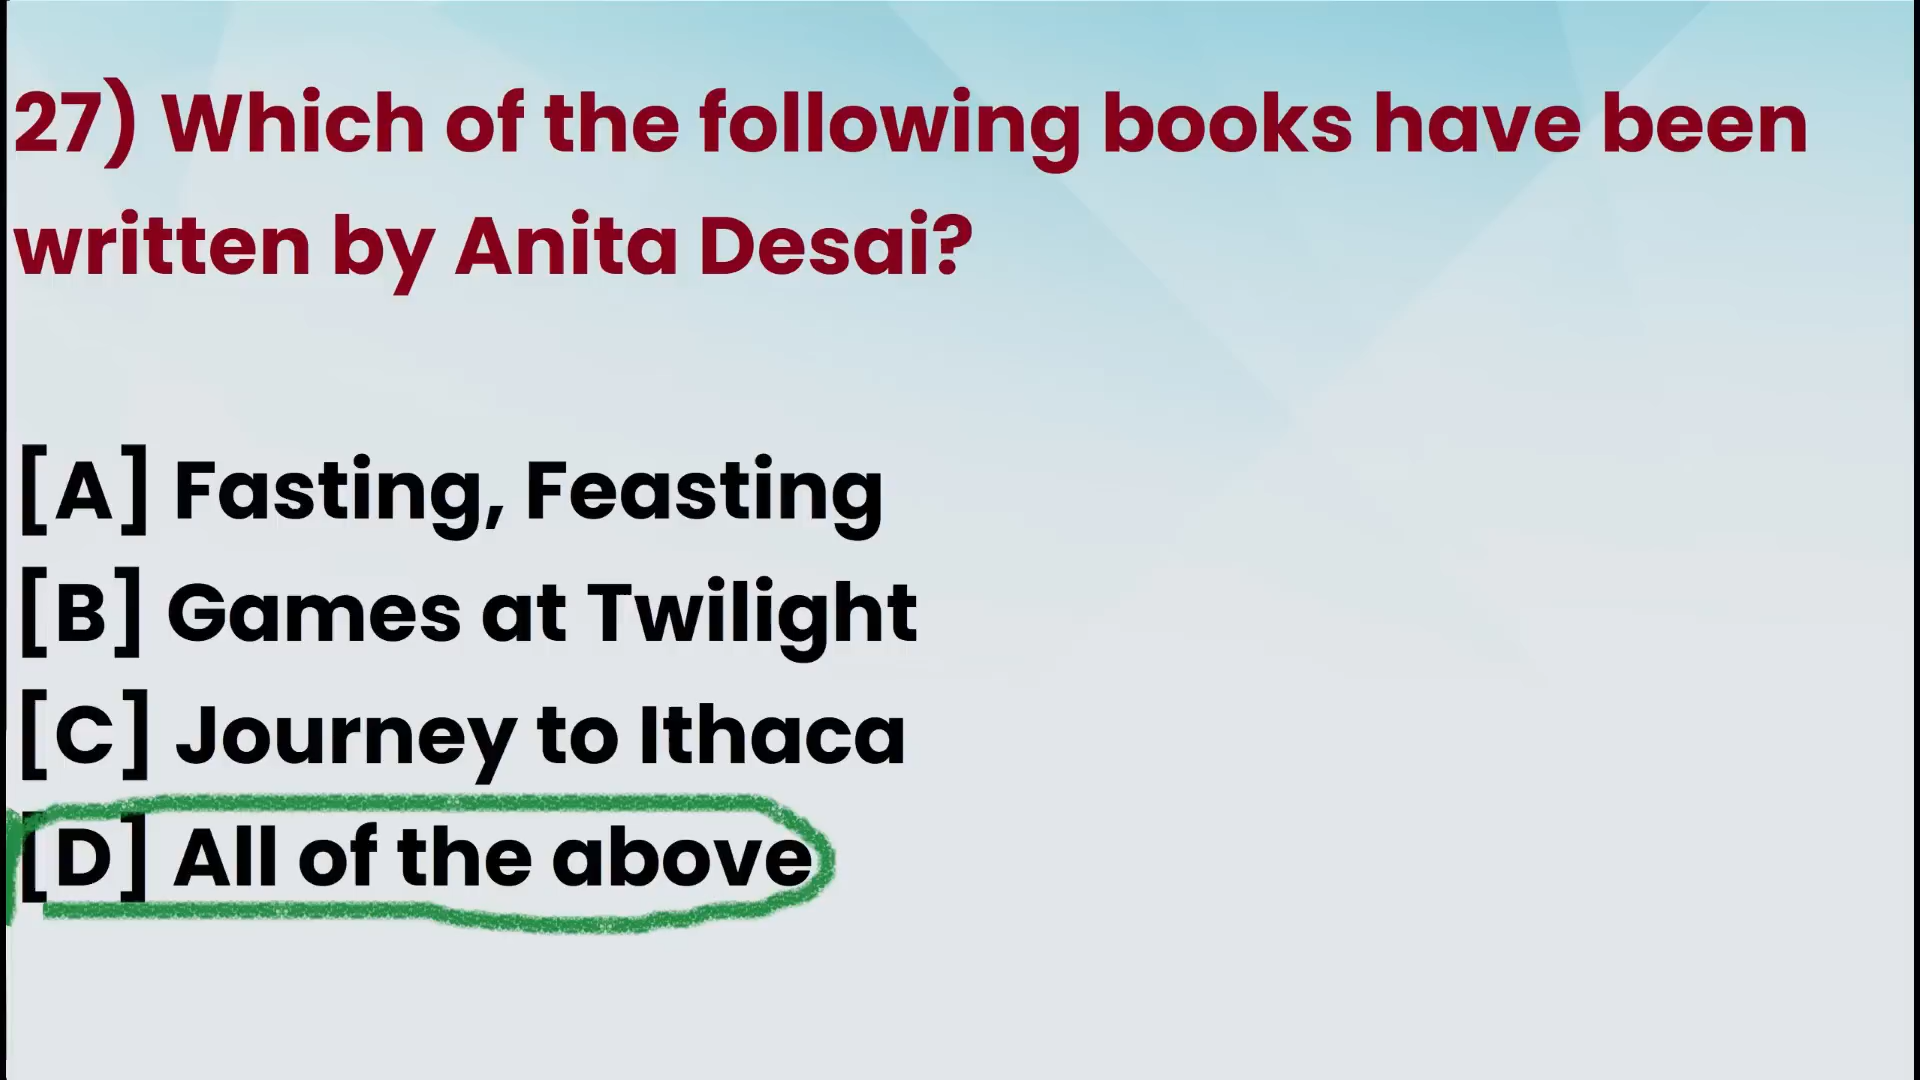 27) Which of the following books have been
written by Anita Desai?
[A] Fasting, Feasting
[B] Games at Twilight
[C] Journey to Ithaca
[D] All of the above